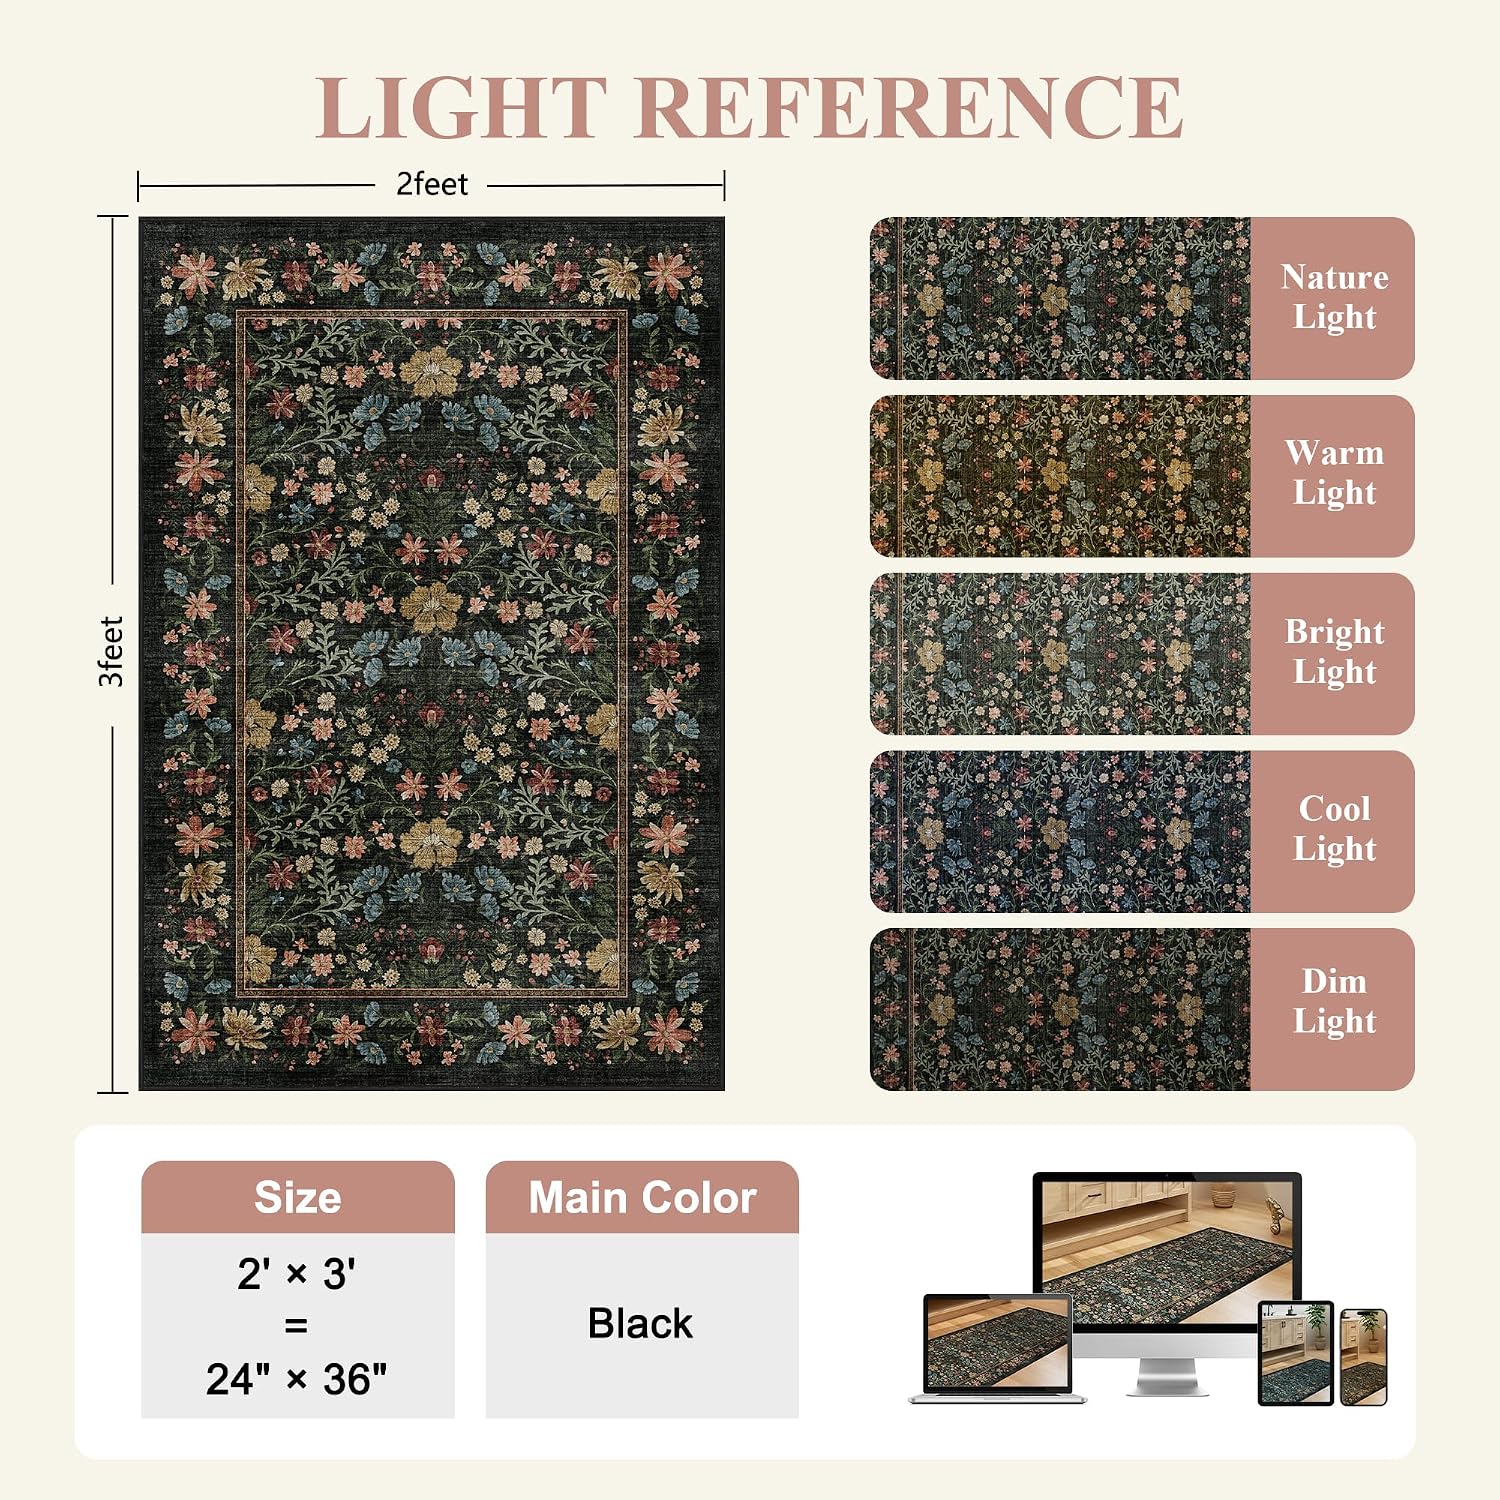 LIGHT REFERENCE
2feet
3feet
Nature
Light
Warm
Light
Bright
Light
Cool
Light
Dim
Light
Size
2' × 3'
=
24" × 36"
Main Color
Black